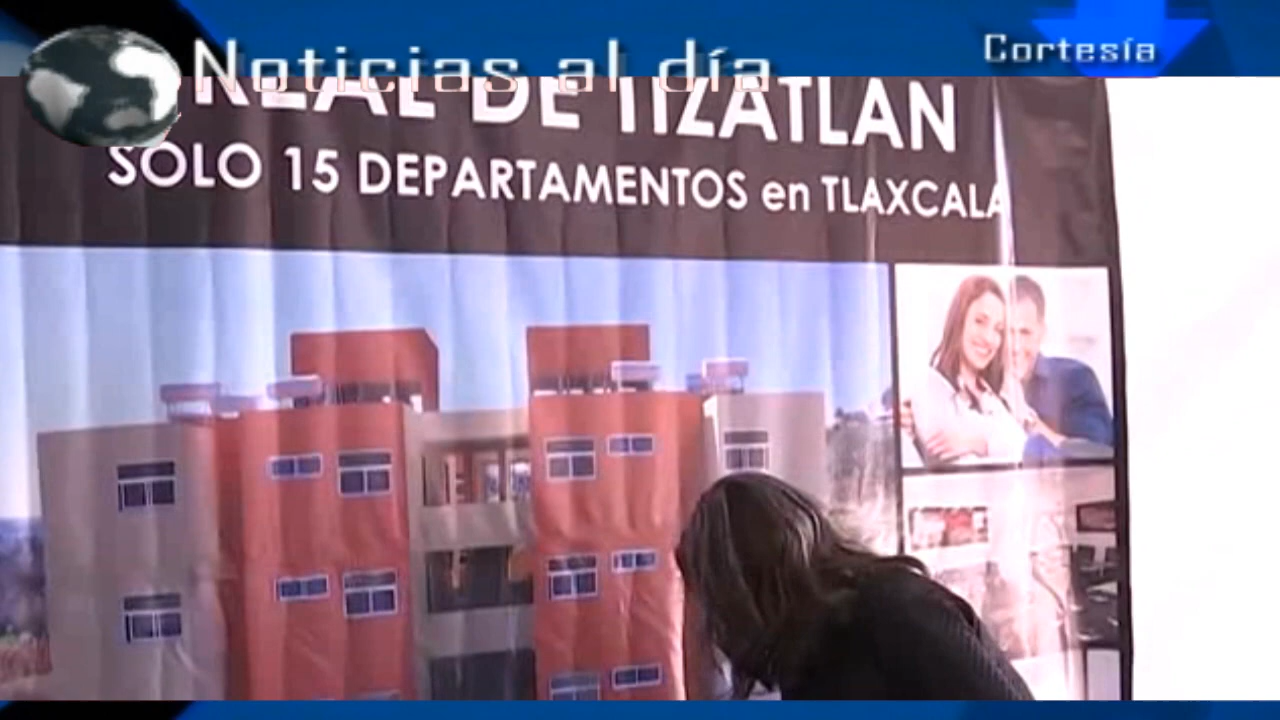 Noticias al día
Cortesía
REAL DE TIZATLAN
SOLO 15 DEPARTAMENTOS en TLAXCALA